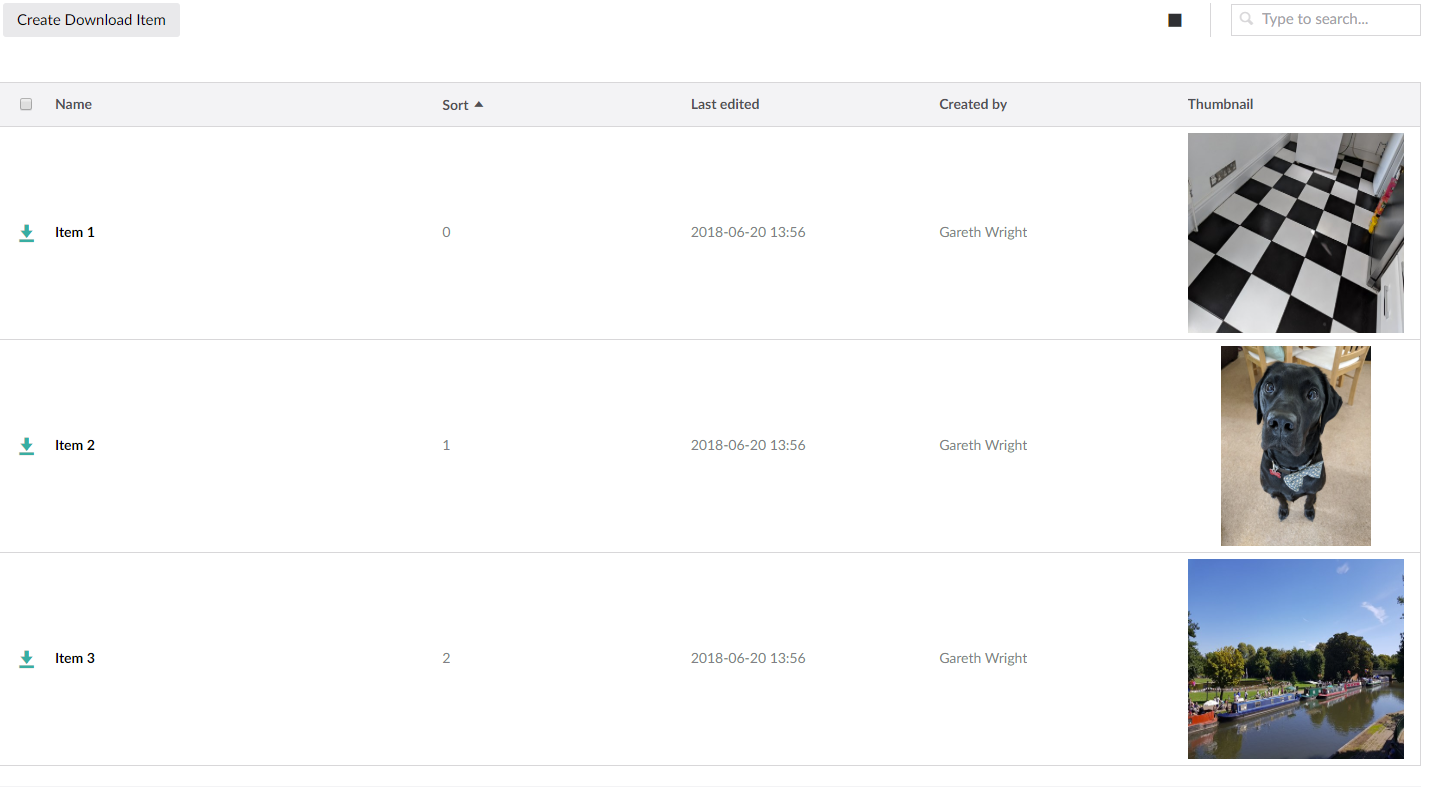 Create Download Item
Type to search...
Name Sort Last edited Created by Thumbnail
Item 1 0 2018-06-20 13:56 Gareth Wright
Item 2 1 2018-06-20 13:56 Gareth Wright
Item 3 2 2018-06-20 13:56 Gareth Wright